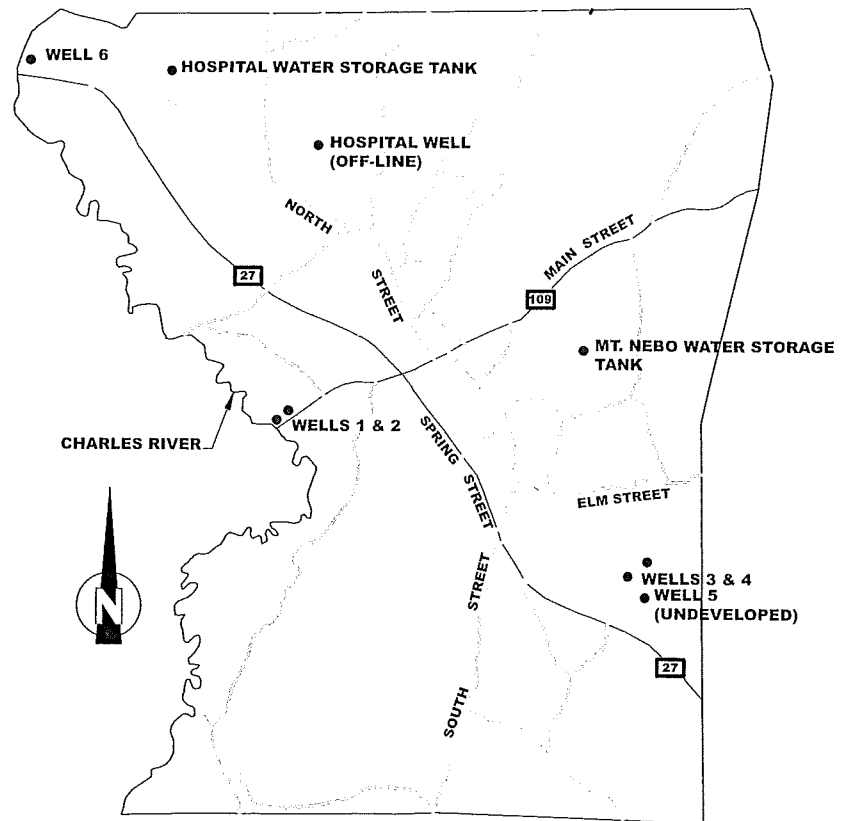 WELL 6
HOSPITAL WATER STORAGE TANK
HOSPITAL WELL
(OFF-LINE)
NORTH
STREET
27
MAIN STREET
109
MT. NEBO WATER STORAGE
TANK
WELLS 1 & 2
CHARLES RIVER
SPRING STREET
ELM STREET
N
WELLS 3 & 4
WELL 5
(UNDEVELOPED)
SOUTH STREET
27